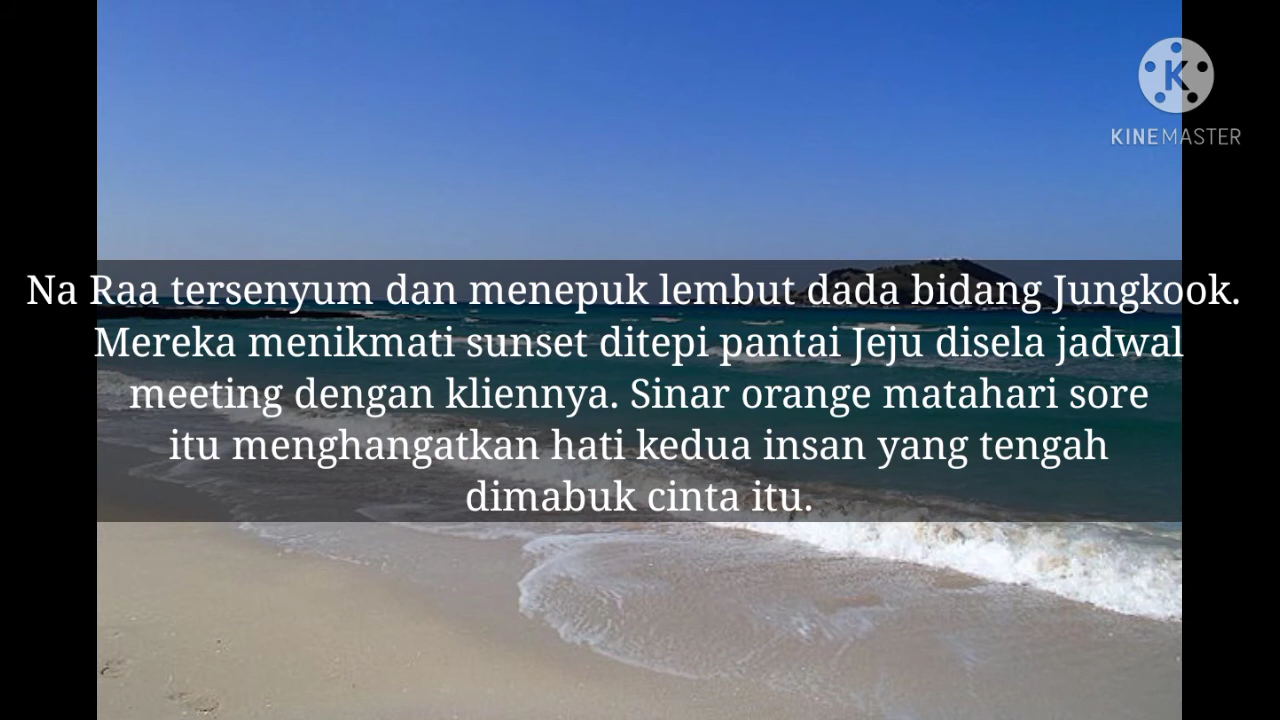 KINEMASTER
Na Raa tersenyum dan menepuk lembut dada bidang Jungkook.
Mereka menikmati sunset ditepi pantai Jeju disela jadwal
meeting dengan kliennya. Sinar orange matahari sore
itu menghangatkan hati kedua insan yang tengah
dimabuk cinta itu.